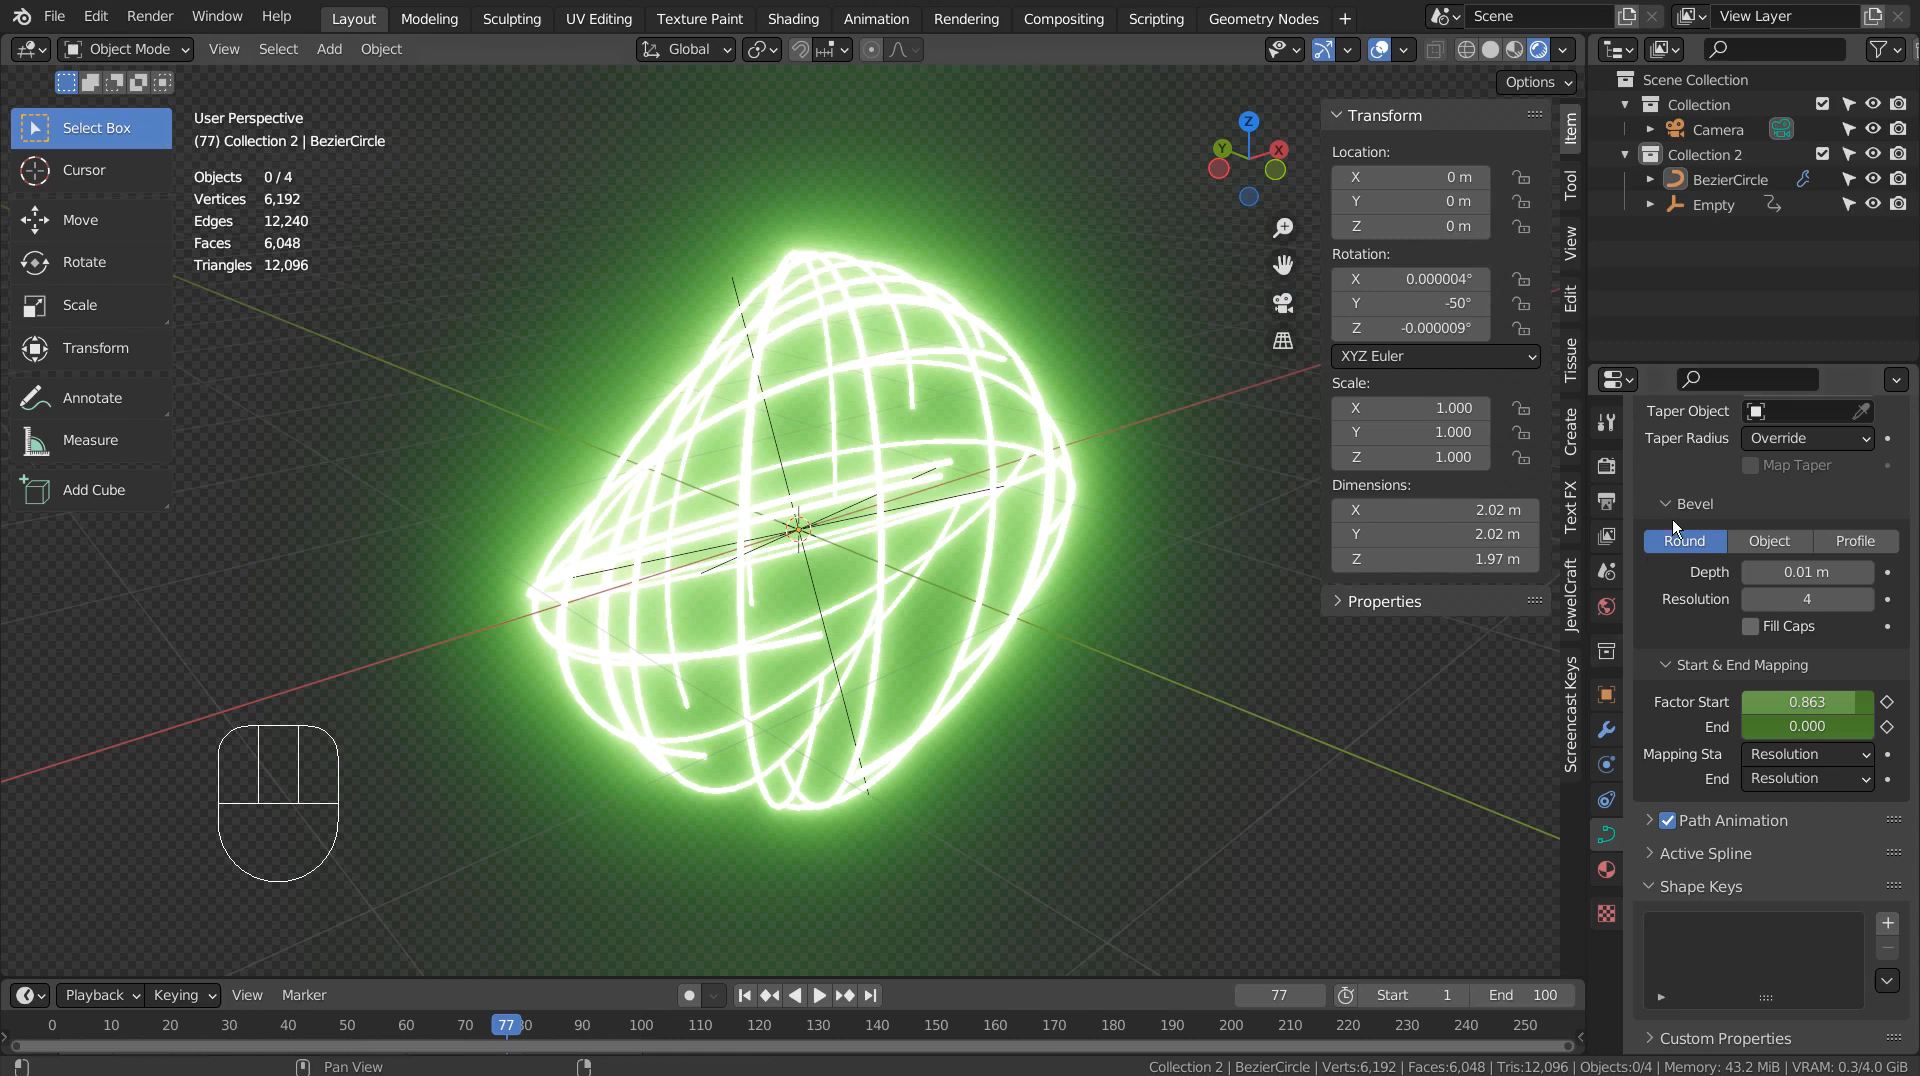 File Edit Render Window Help
Layout Modeling Sculpting UV Editing Texture Paint Shading Animation Rendering Compositing Scripting Geometry Nodes +
Scene
View Layer
Object Mode View Select Add Object
Global
Options
Select Box
Cursor
Move
Rotate
Scale
Transform
Annotate
Measure
Add Cube
User Perspective
(77) Collection 2 | BezierCircle
Objects 0 / 4
Vertices 6,192
Edges 12,240
Faces 6,048
Triangles 12,096
Z
Y
X
Transform
Location:
X 0 m
Y 0 m
Z 0 m
Rotation:
X 0.000004°
Y -50°
Z -0.000009°
XYZ Euler
Scale:
X 1.000
Y 1.000
Z 1.000
Dimensions:
X 2.02 m
Y 2.02 m
Z 1.97 m
Properties
Item
Tool
View
Edit
Tissue
Create
Text FX
JewelCraft
Screencast Keys
Scene Collection
Collection
Camera
Collection 2
BezierCircle
Empty
Taper Object
Taper Radius Override
Map Taper
Bevel
Round Object Profile
Depth 0.01 m
Resolution 4
Fill Caps
Start & End Mapping
Factor Start 0.863
End 0.000
Mapping Sta Resolution
End Resolution
Path Animation
Active Spline
Shape Keys
Custom Properties
Playback Keying View Marker
77
Start 1
End 100
0 10 20 30 40 50 60 70 77 80 90 100 110 120 130 140 150 160 170 180 190 200 210 220 230 240 250
Pan View
Collection 2 | BezierCircle | Verts:6,192 | Faces:6,048 | Tris:12,096 | Objects:0/4 | Memory: 43.2 MiB | VRAM: 0.3/4.0 GiB